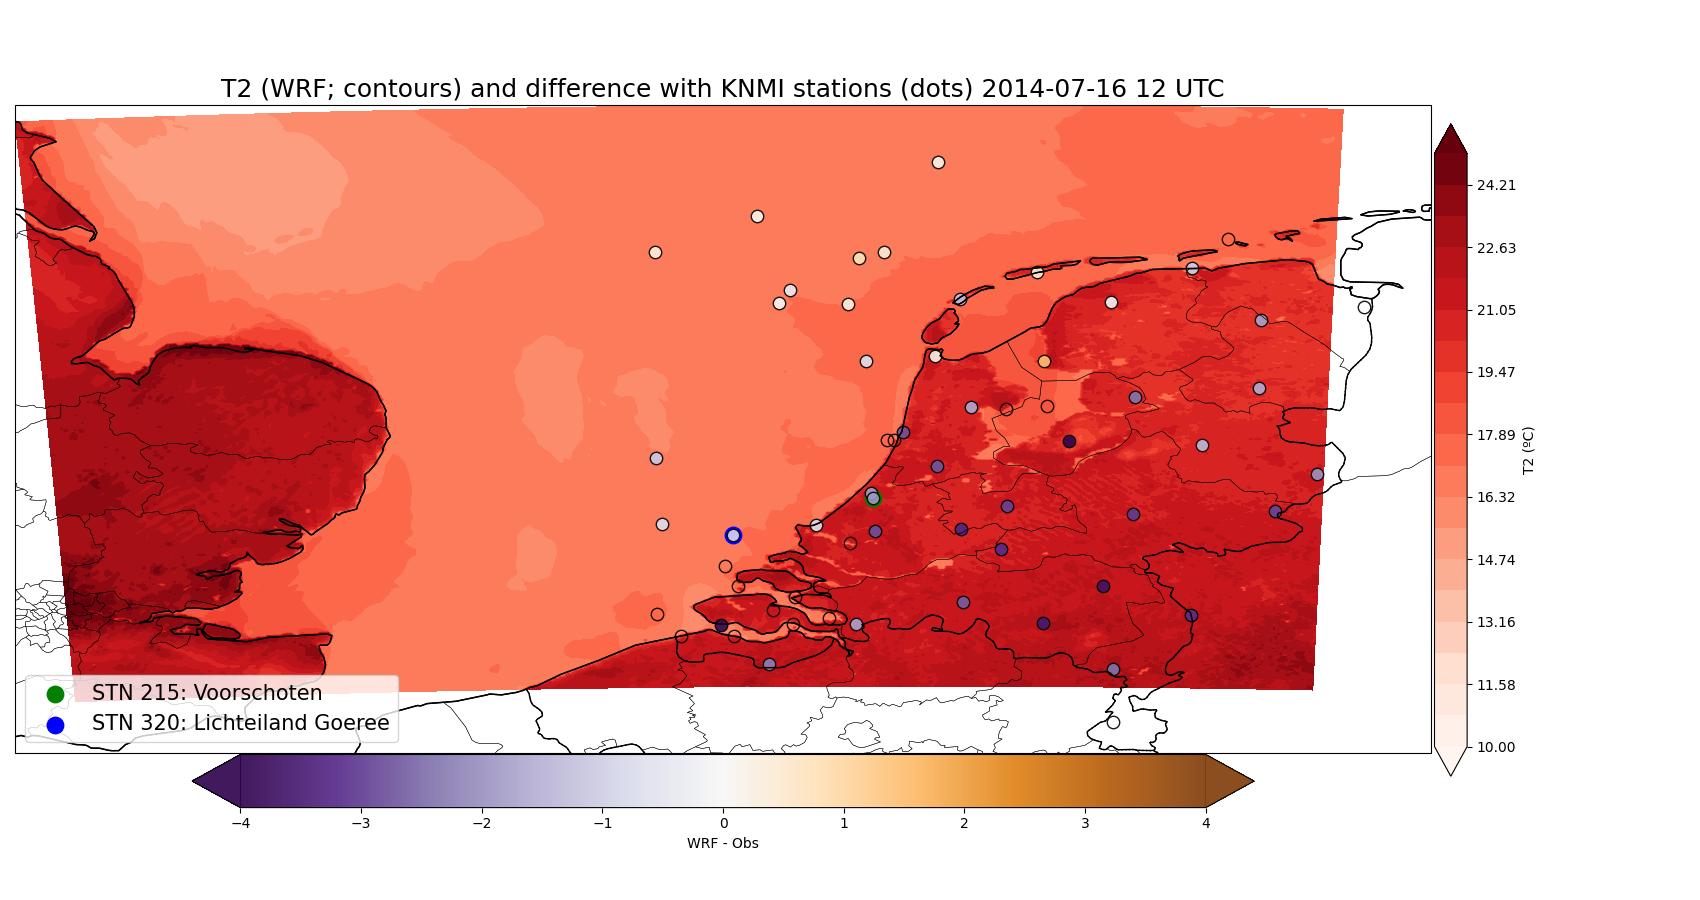 T2 (WRF; contours) and difference with KNMI stations (dots) 2014-07-16 12 UTC
24.21
22.63
21.05
19.47
17.89
16.32
14.74
13.16
11.58
10.00
T2 (ºC)
STN 215: Voorschoten
STN 320: Lichteiland Goeree
−4 −3 −2 −1 0 1 2 3 4
WRF - Obs